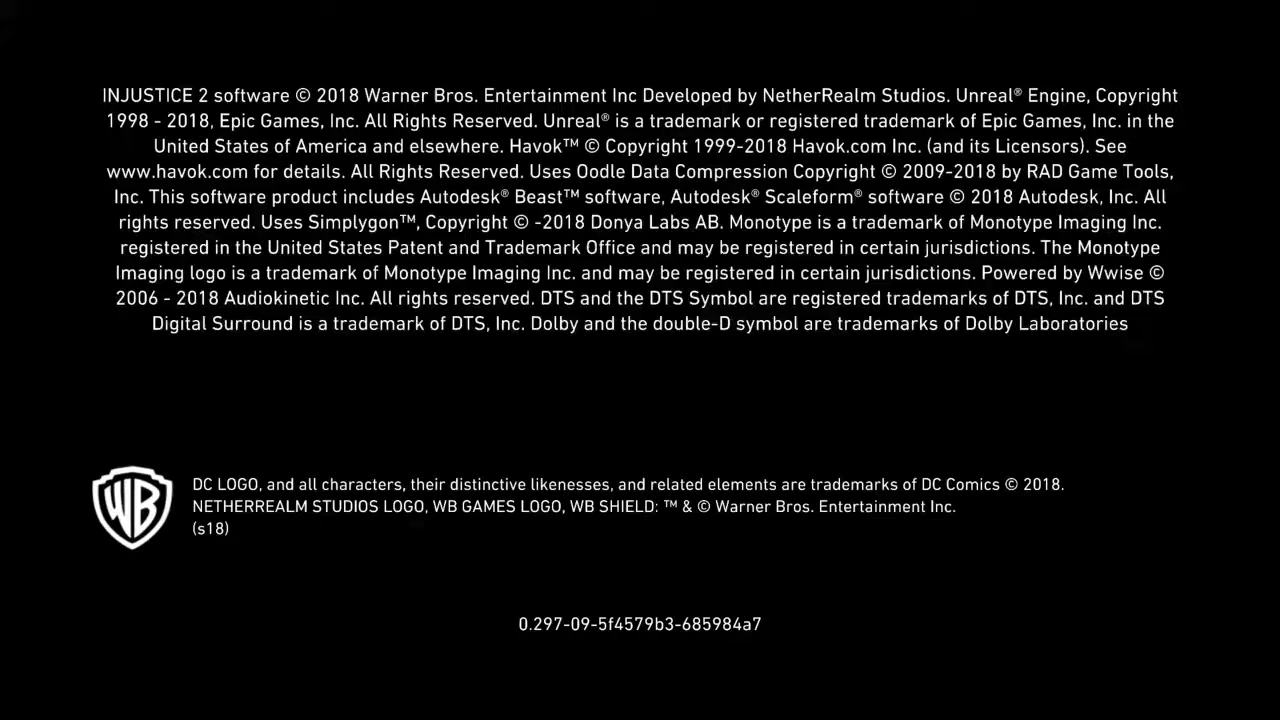 INJUSTICE 2 software © 2018 Warner Bros. Entertainment Inc Developed by NetherRealm Studios. Unreal® Engine, Copyright
1998 - 2018, Epic Games, Inc. All Rights Reserved. Unreal® is a trademark or registered trademark of Epic Games, Inc. in the
United States of America and elsewhere. Havok™ © Copyright 1999-2018 Havok.com Inc. (and its Licensors). See
www.havok.com for details. All Rights Reserved. Uses Oodle Data Compression Copyright © 2009-2018 by RAD Game Tools,
Inc. This software product includes Autodesk® Beast™ software, Autodesk® Scaleform® software © 2018 Autodesk, Inc. All
rights reserved. Uses Simplygon™, Copyright © -2018 Donya Labs AB. Monotype is a trademark of Monotype Imaging Inc.
registered in the United States Patent and Trademark Office and may be registered in certain jurisdictions. The Monotype
Imaging logo is a trademark of Monotype Imaging Inc. and may be registered in certain jurisdictions. Powered by Wwise ©
2006 - 2018 Audiokinetic Inc. All rights reserved. DTS and the DTS Symbol are registered trademarks of DTS, Inc. and DTS
Digital Surround is a trademark of DTS, Inc. Dolby and the double-D symbol are trademarks of Dolby Laboratories
WB
DC LOGO, and all characters, their distinctive likenesses, and related elements are trademarks of DC Comics © 2018.
NETHERREALM STUDIOS LOGO, WB GAMES LOGO, WB SHIELD: ™ & © Warner Bros. Entertainment Inc.
(s18)
0.297-09-5f4579b3-685984a7